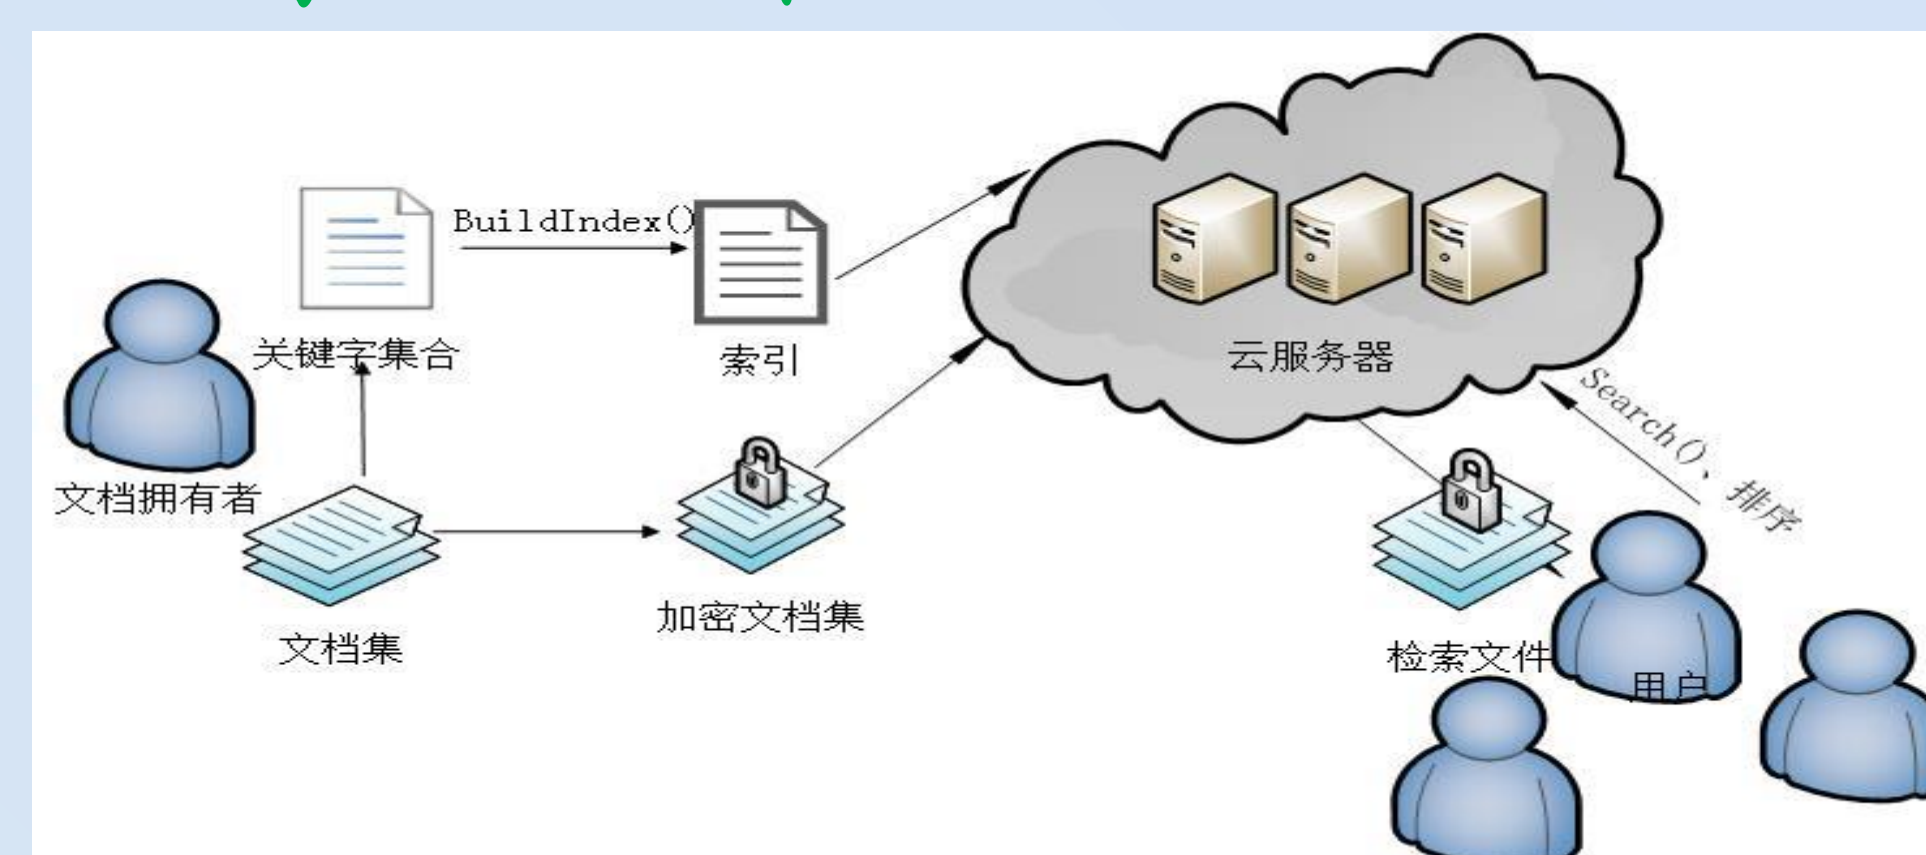 BuildIndex()
关键字集合
索引
云服务器
Search()、排序
文档拥有者
加密文档集
文档集
检索文件
用户